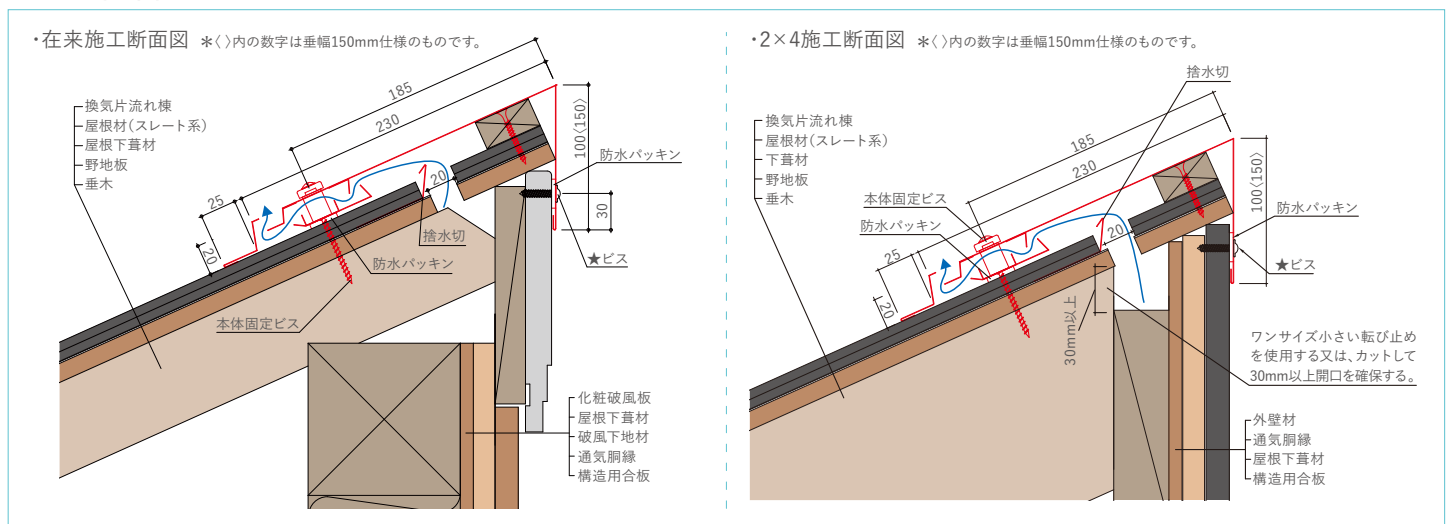 ・在来施工断面図 ＊〈 〉内の数字は垂幅150mm仕様のものです。
換気片流れ棟
屋根材(スレート系)
屋根下葺材
野地板
垂木
185
230
25
20
20
100〈150〉
30
防水パッキン
★ビス
捨水切
防水パッキン
本体固定ビス
化粧破風板
屋根下葺材
破風下地材
通気胴縁
構造用合板
・2×4施工断面図 ＊〈 〉内の数字は垂幅150mm仕様のものです。
換気片流れ棟
屋根材(スレート系)
下葺材
野地板
垂木
捨水切
185
230
25
20
20
100〈150〉
本体固定ビス
防水パッキン
防水パッキン
★ビス
30mm以上
ワンサイズ小さい転び止め
を使用する又は、カットして
30mm以上開口を確保する。
外壁材
通気胴縁
屋根下葺材
構造用合板